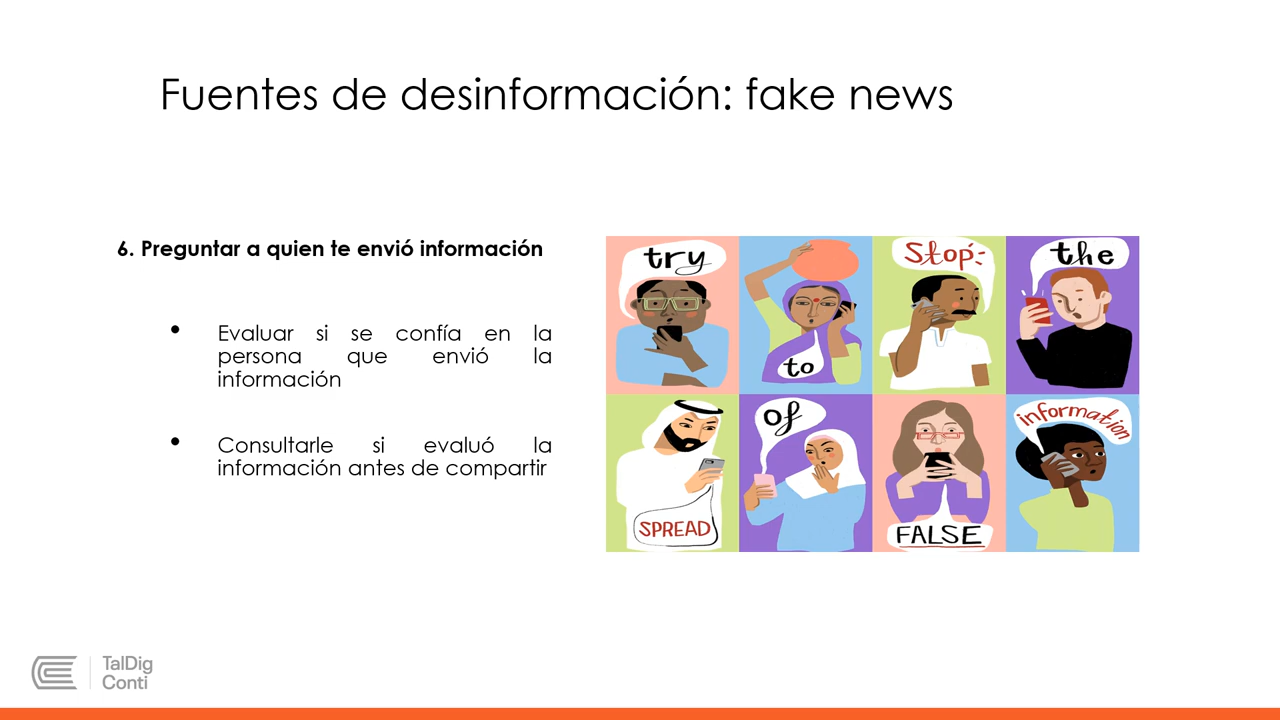 Fuentes de desinformación: fake news
6. Preguntar a quien te envió información
• Evaluar si se confía en la
persona que envió la
información
• Consultarle si evaluó la
información antes de compartir
try
to
Stop
the
SPREAD
of
FALSE
information
TalDig
Conti